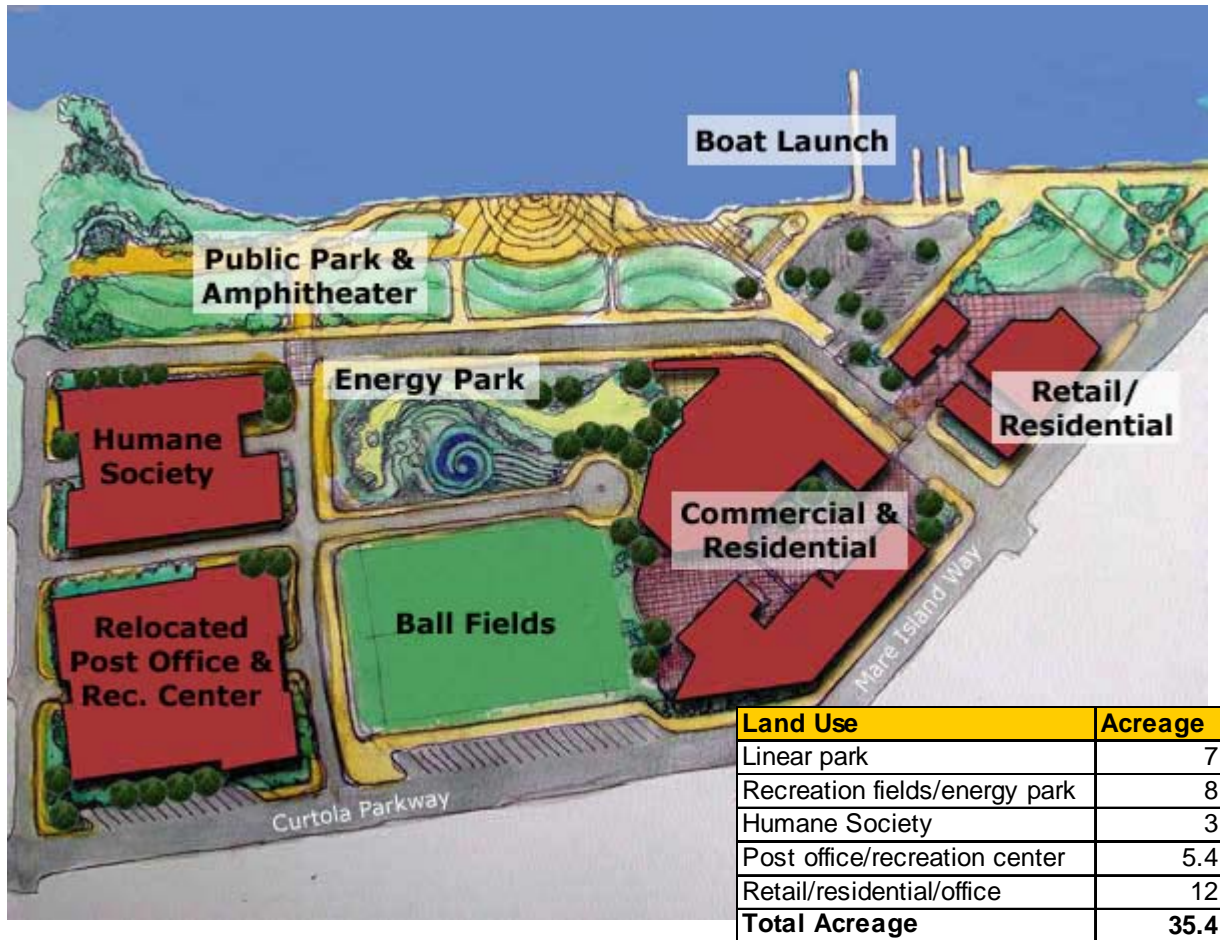 Boat Launch
Public Park &
Amphitheater
Energy Park
Retail/
Residential
Humane
Society
Commercial &
Residential
Ball Fields
Relocated
Post Office &
Rec. Center
Mare Island Way
Curtola Parkway
Land Use Acreage
Linear park 7
Recreation fields/energy park 8
Humane Society 3
Post office/recreation center 5.4
Retail/residential/office 12
Total Acreage 35.4